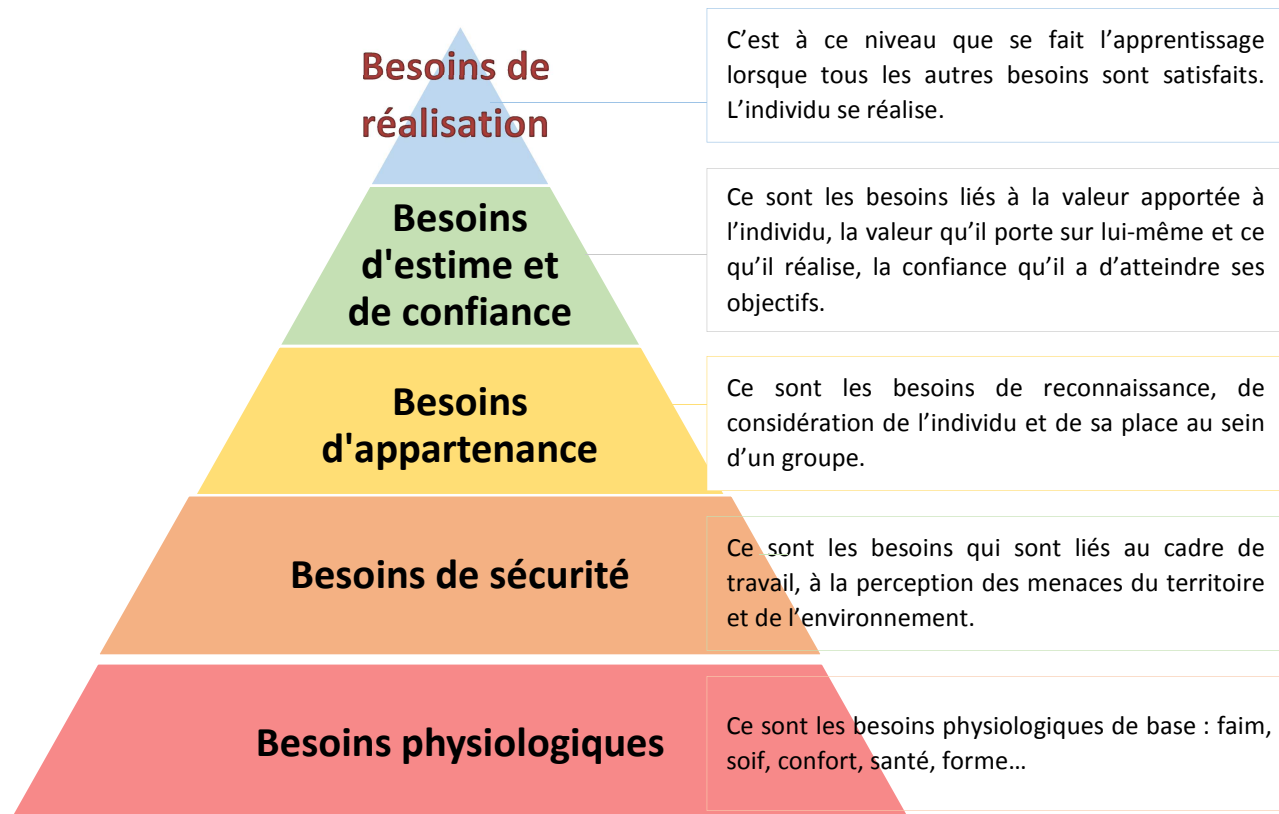 Besoins de
réalisation
C’est à ce niveau que se fait l’apprentissage
lorsque tous les autres besoins sont satisfaits.
L’individu se réalise.
Besoins
d'estime et
de confiance
Ce sont les besoins liés à la valeur apportée à
l’individu, la valeur qu’il porte sur lui-même et ce
qu’il réalise, la confiance qu’il a d’atteindre ses
objectifs.
Besoins
d'appartenance
Ce sont les besoins de reconnaissance, de
considération de l’individu et de sa place au sein
d’un groupe.
Besoins de sécurité
Ce sont les besoins qui sont liés au cadre de
travail, à la perception des menaces du territoire
et de l’environnement.
Besoins physiologiques
Ce sont les besoins physiologiques de base : faim,
soif, confort, santé, forme…